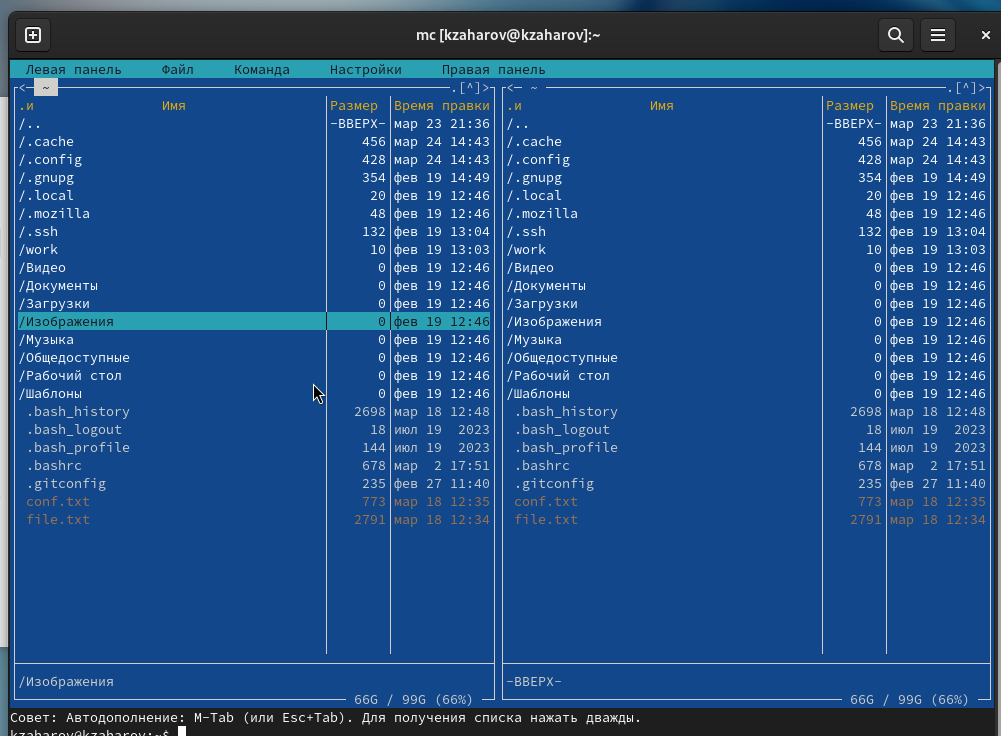 mc [kzaharov@kzaharov]:~
Левая панель Файл Команда Настройки Правая панель
<- ~ .[^]> <- ~ .[^]>
.и Имя Размер Время правки .и Имя Размер Время правки
/.. -ВВЕРХ- мар 23 21:36 /.. -ВВЕРХ- мар 23 21:36
/.cache 456 мар 24 14:43 /.cache 456 мар 24 14:43
/.config 428 мар 24 14:43 /.config 428 мар 24 14:43
/.gnupg 354 фев 19 14:49 /.gnupg 354 фев 19 14:49
/.local 20 фев 19 12:46 /.local 20 фев 19 12:46
/.mozilla 48 фев 19 12:46 /.mozilla 48 фев 19 12:46
/.ssh 132 фев 19 13:04 /.ssh 132 фев 19 13:04
/work 10 фев 19 13:03 /work 10 фев 19 13:03
/Видео 0 фев 19 12:46 /Видео 0 фев 19 12:46
/Документы 0 фев 19 12:46 /Документы 0 фев 19 12:46
/Загрузки 0 фев 19 12:46 /Загрузки 0 фев 19 12:46
/Изображения 0 фев 19 12:46 /Изображения 0 фев 19 12:46
/Музыка 0 фев 19 12:46 /Музыка 0 фев 19 12:46
/Общедоступные 0 фев 19 12:46 /Общедоступные 0 фев 19 12:46
/Рабочий стол 0 фев 19 12:46 /Рабочий стол 0 фев 19 12:46
/Шаблоны 0 фев 19 12:46 /Шаблоны 0 фев 19 12:46
.bash_history 2698 мар 18 12:48 .bash_history 2698 мар 18 12:48
.bash_logout 18 июл 19 2023 .bash_logout 18 июл 19 2023
.bash_profile 144 июл 19 2023 .bash_profile 144 июл 19 2023
.bashrc 678 мар 2 17:51 .bashrc 678 мар 2 17:51
.gitconfig 235 фев 27 11:40 .gitconfig 235 фев 27 11:40
conf.txt 773 мар 18 12:35 conf.txt 773 мар 18 12:35
file.txt 2791 мар 18 12:34 file.txt 2791 мар 18 12:34
/Изображения -ВВЕРХ-
66G / 99G (66%) 66G / 99G (66%)
Совет: Автодополнение: M-Tab (или Esc+Tab). Для получения списка нажать дважды.
kzaharov@kzaharov:~$